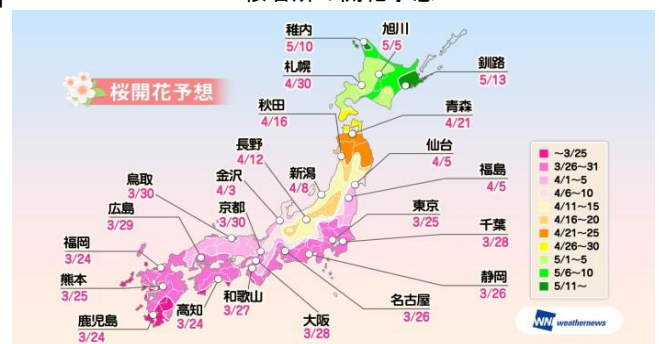 桜開花予想
稚内
5/10
旭川
5/5
札幌
4/30
釧路
5/13
秋田
4/16
青森
4/21
長野
4/12
仙台
4/5
鳥取
3/30
金沢
4/3
新潟
4/8
福島
4/5
広島
3/29
京都
3/30
東京
3/25
千葉
3/28
福岡
3/24
静岡
3/26
熊本
3/25
和歌山
3/27
名古屋
3/26
高知
3/24
大阪
3/28
鹿児島
3/24
～3/25
3/26～31
4/1～5
4/6～10
4/11～15
4/16～20
4/21～25
4/26～30
5/1～5
5/6～10
5/11～
WNI weathernews